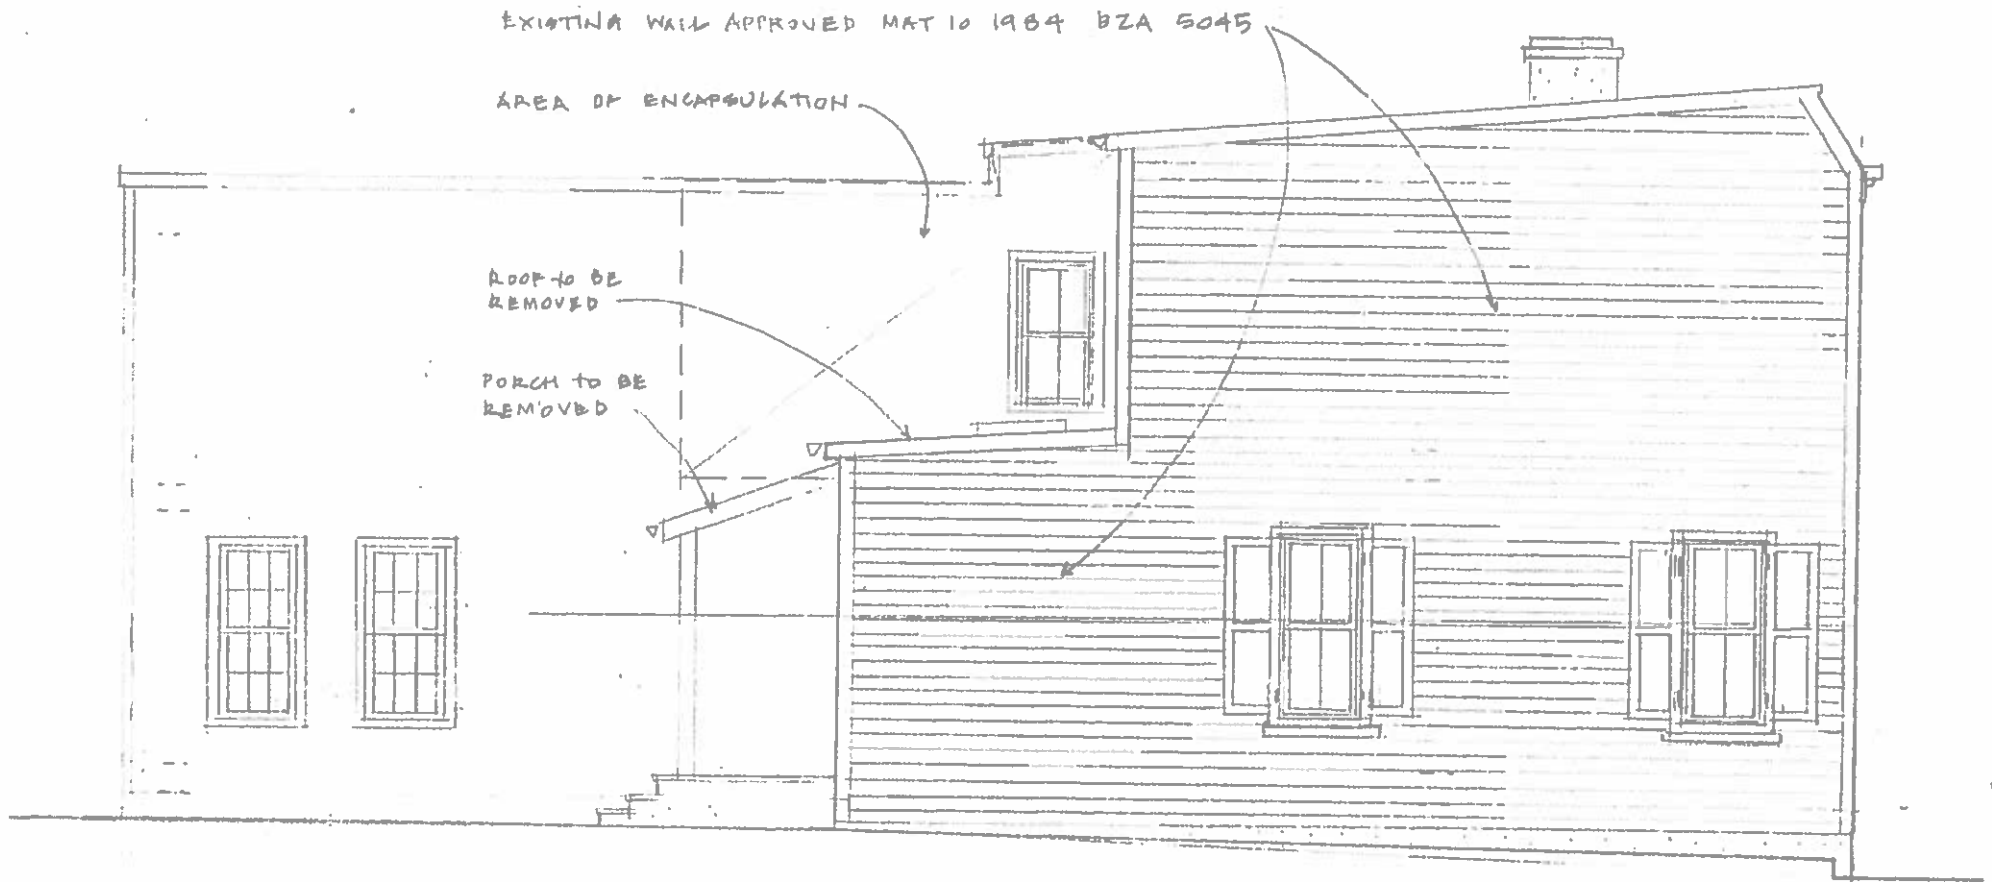 EXISTING WALL APPROVED MAY 10 1984 BZA 5045
AREA OF ENCAPSULATION
ROOF to BE
REMOVED
PORCH to BE
REMOVED